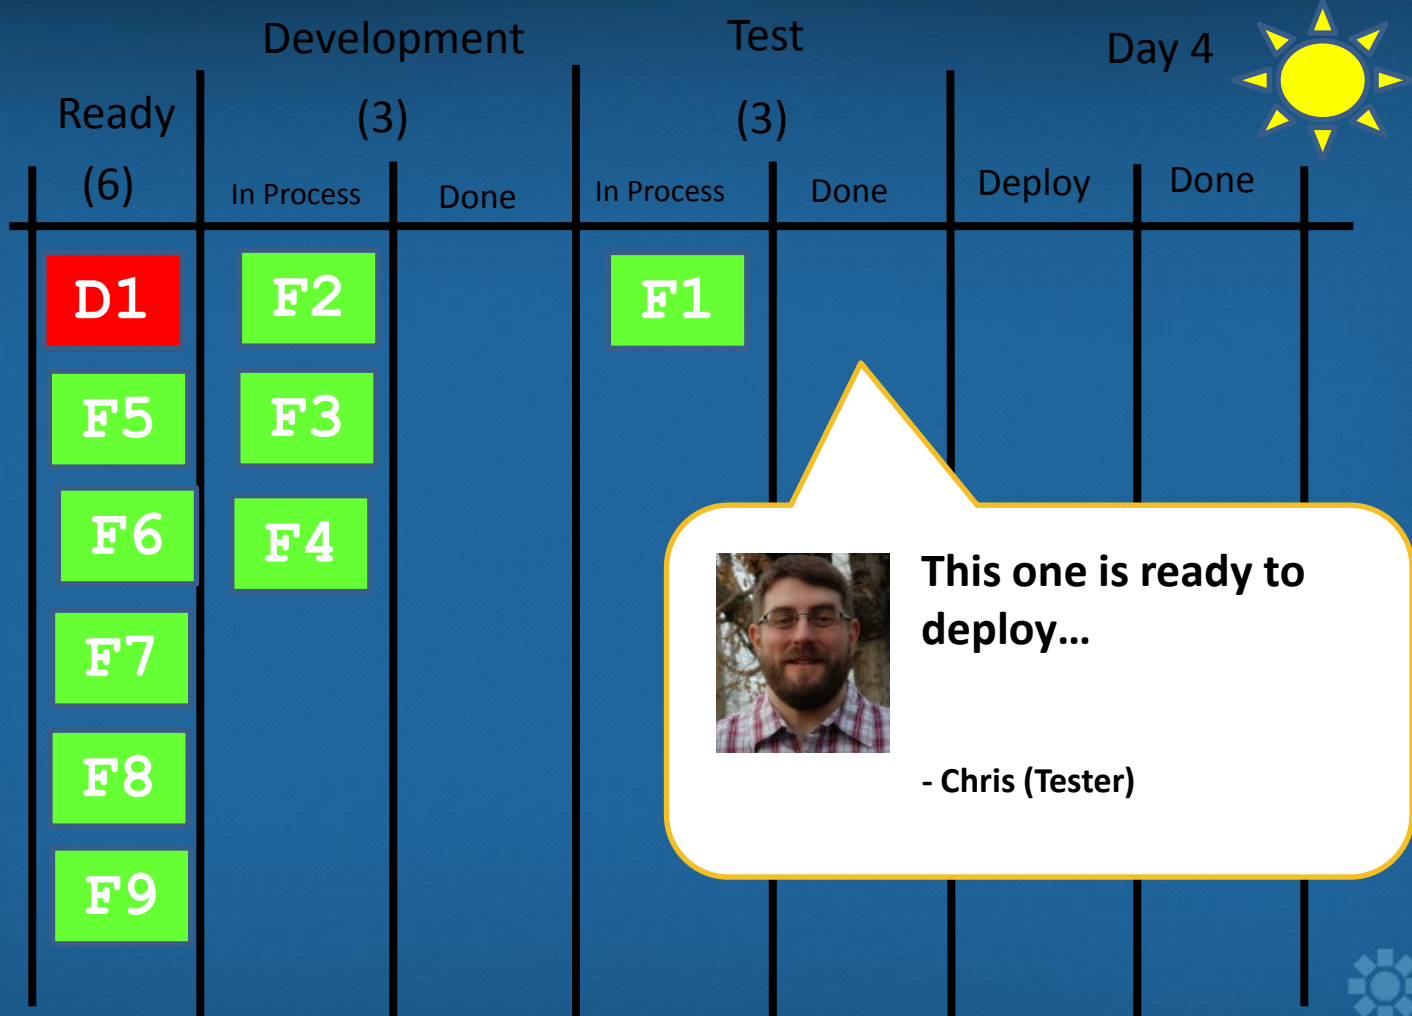 Development
Test
Day 4
Ready
(3)
(3)
(6)
In Process
Done
In Process
Done
Deploy
Done
D1
F2
F1
F5
F3
F6
F4
F7
F8
F9
This one is ready to
deploy...
- Chris (Tester)